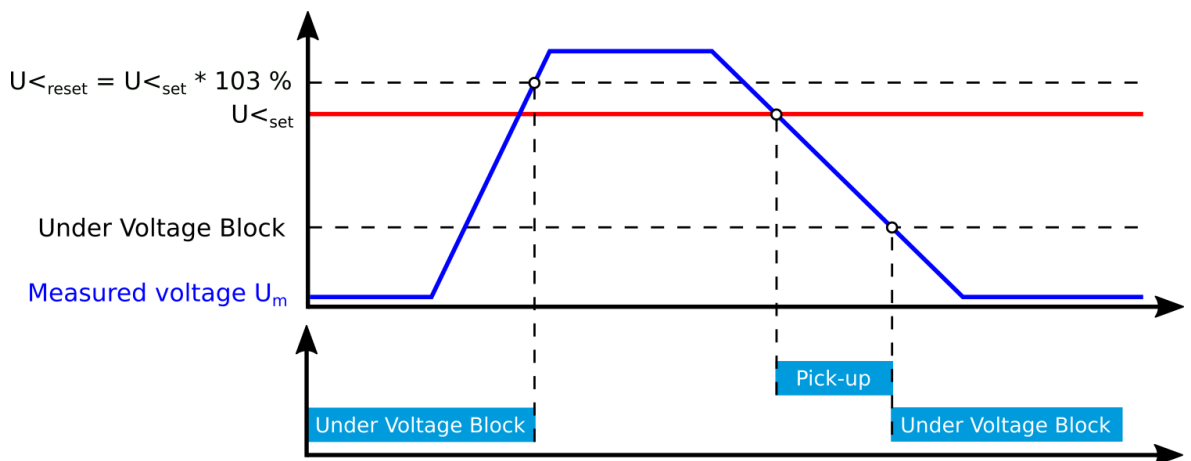 U<reset = U<set * 103 %
U<set
Under Voltage Block
Measured voltage Um
Pick-up
Under Voltage Block
Under Voltage Block